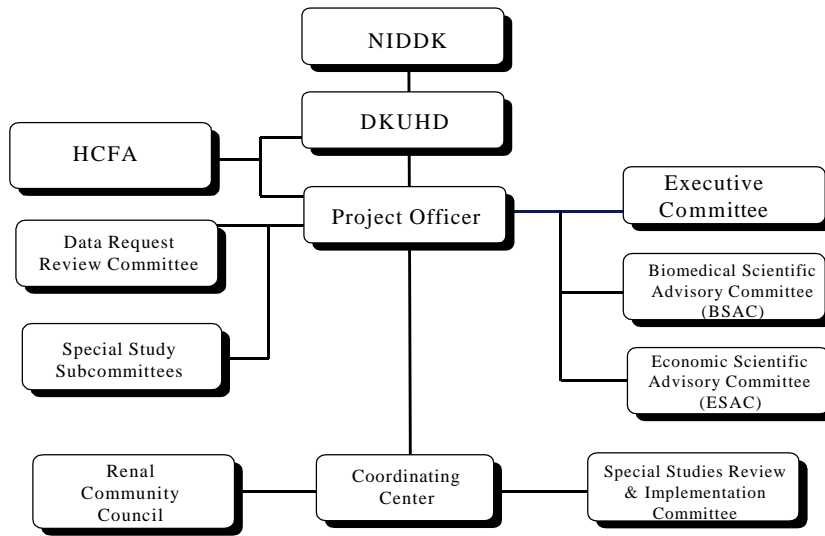 NIDDK
DKUHD
HCFA
Project Officer
Executive
Committee
Data Request
Review Committee
Biomedical Scientific
Advisory Committee
(BSAC)
Special Study
Subcommittees
Economic Scientific
Advisory Committee
(ESAC)
Renal
Community
Council
Coordinating
Center
Special Studies Review
& Implementation
Committee